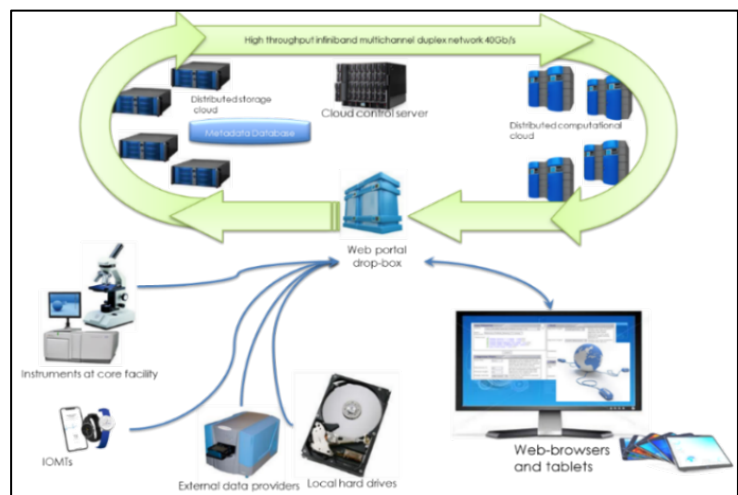 High throughput infiniband multichannel duplex network 40Gb/s
Distributed storage
cloud
Metadata Database
Cloud control server
Distributed computational
cloud
Web portal
drop-box
Instruments at core facility
IOMTs
External data providers
Local hard drives
Web-browsers
and tablets